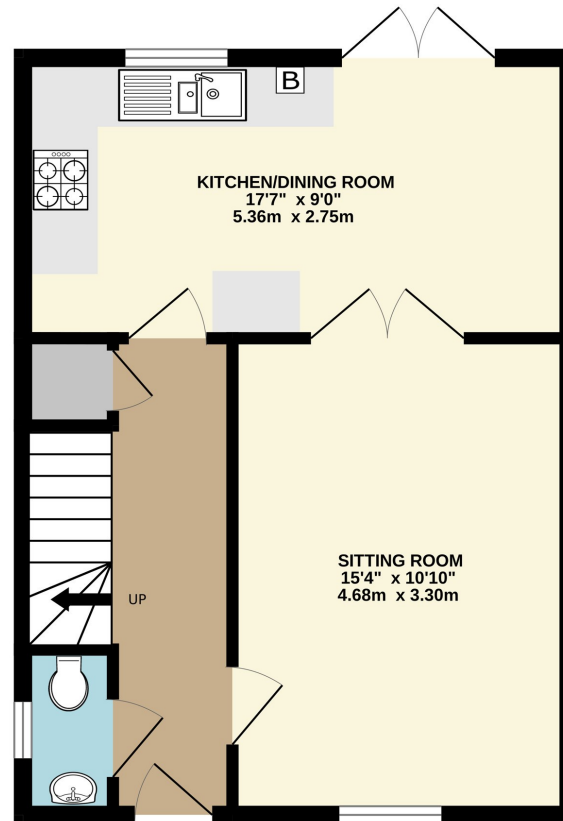 B
KITCHEN/DINING ROOM
17'7" x 9'0"
5.36m x 2.75m
SITTING ROOM
15'4" x 10'10"
4.68m x 3.30m
UP